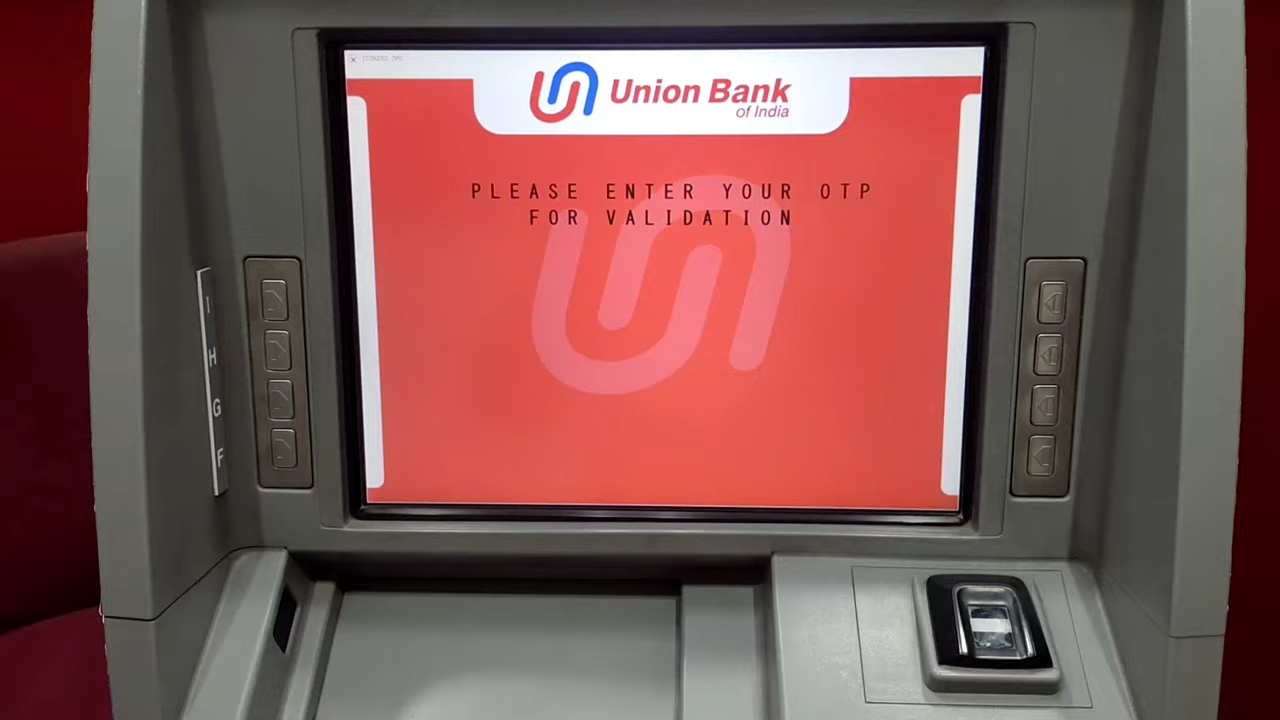 Union Bank
of India
PLEASE ENTER YOUR OTP
FOR VALIDATION
I
H
G
F